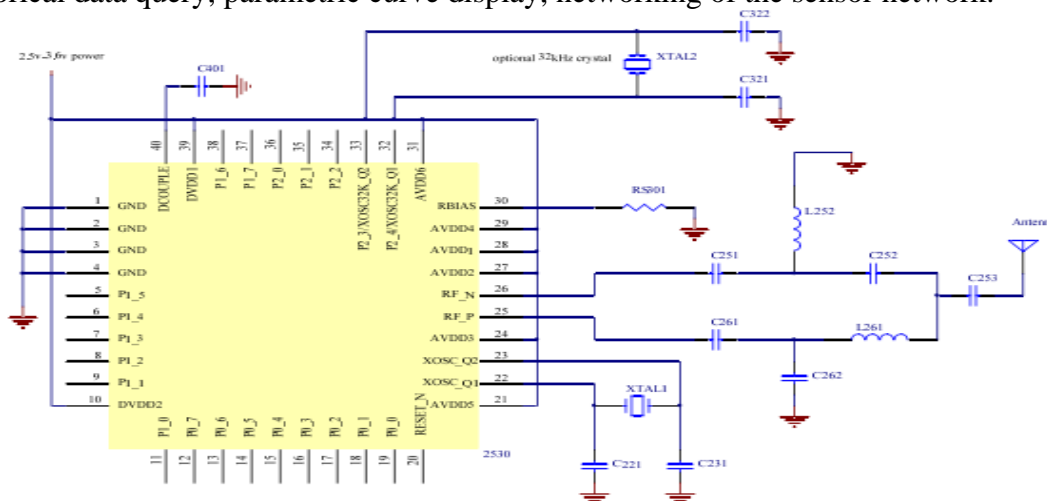 orical data query, parametric curve display, networking of the sensor network.
C322
2.5v-3.6v power
optional 32kHz crystal
XTAL2
C401
C321
40
39
38
37
36
35
34
33
32
31
DCOUPLE
DVDD1
P1_6
P1_7
P2_0
P2_1
P2_2
P2_3/XOSC32K_Q2
P2_4/XOSC32K_Q1
AVDD6
1 GND
2 GND
3 GND
4 GND
5 P1_5
6 P1_4
7 P1_3
8 P1_2
9 P1_1
10 DVDD2
RBIAS 30
AVDD4 29
AVDD1 28
AVDD2 27
RF_N 26
RF_P 25
AVDD3 24
XOSC_Q2 23
XOSC_Q1 22
AVDD5 21
RS301
L252
Anten
C251
C252
C253
C261
L261
C262
XTAL1
C221
C231
P1_0
P0_7
P0_6
P0_5
P0_4
P0_3
P0_2
P0_1
P0_0
RESET_N
11
12
13
14
15
16
17
18
19
20
2530